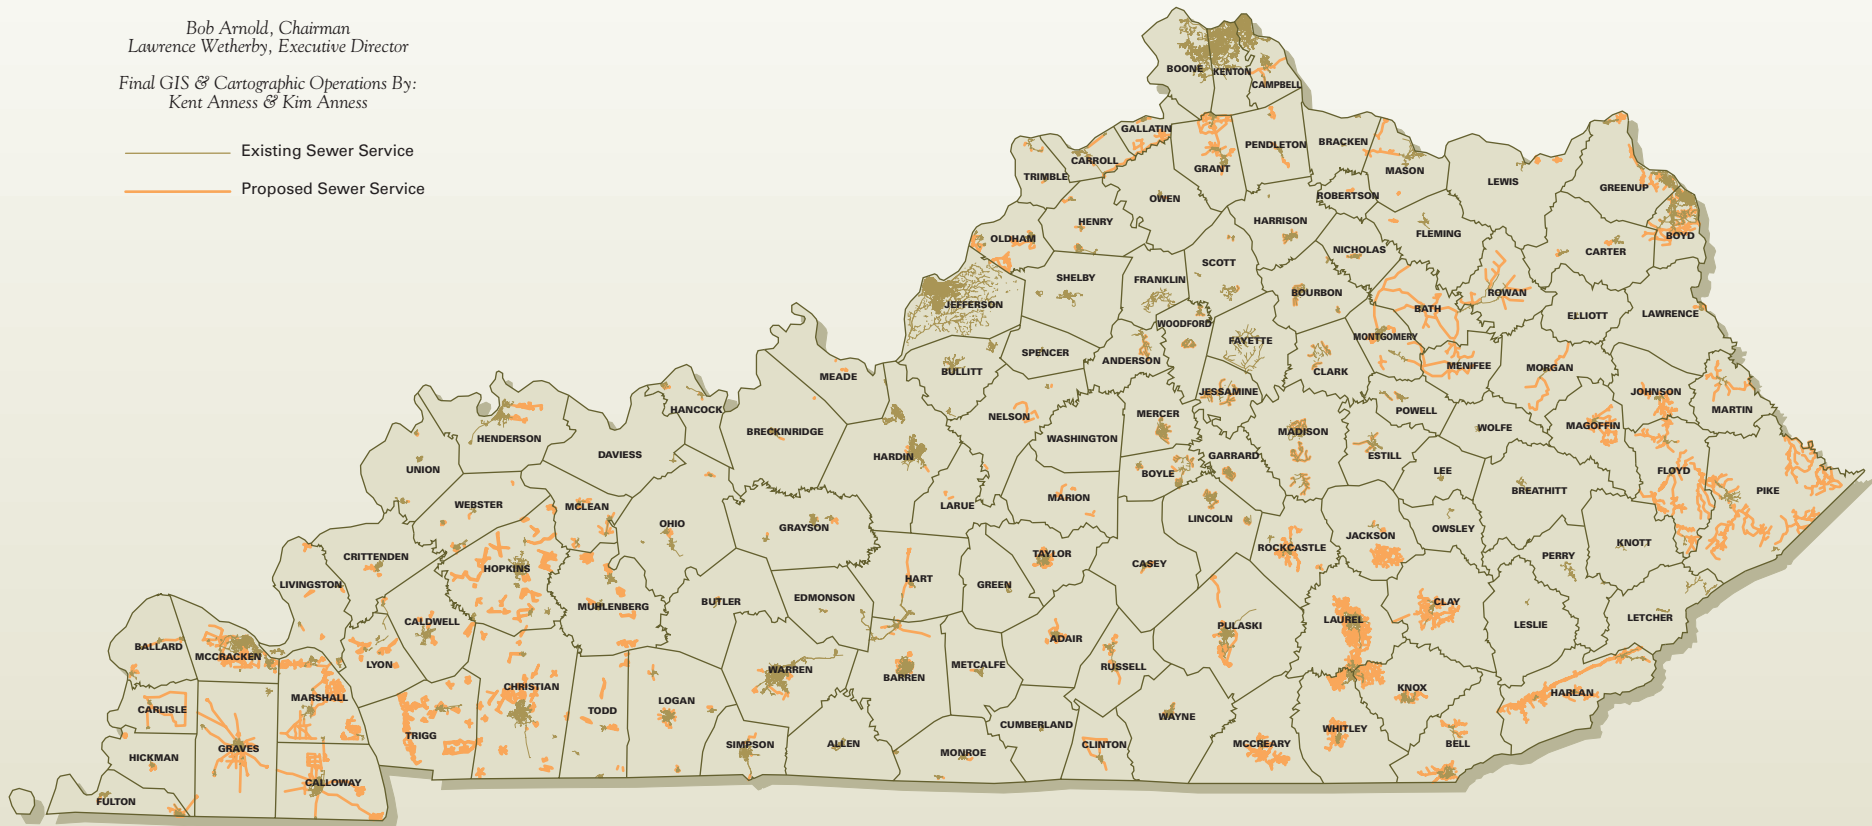 Bob Arnold, Chairman
Lawrence Wetherby, Executive Director
Final GIS & Cartographic Operations By:
Kent Anness & Kim Anness
Existing Sewer Service
Proposed Sewer Service
BOONE
KENTON
CAMPBELL
GALLATIN
CARROLL
TRIMBLE
GRANT
PENDLETON
BRACKEN
MASON
ROBERTSON
LEWIS
GREENUP
BOYD
OWEN
HENRY
OLDHAM
HARRISON
NICHOLAS
FLEMING
CARTER
SHELBY
FRANKLIN
SCOTT
BOURBON
BATH
ROWAN
ELLIOTT
LAWRENCE
JEFFERSON
WOODFORD
FAYETTE
MONTGOMERY
SPENCER
ANDERSON
CLARK
MENIFEE
MORGAN
MEADE
BULLITT
JESSAMINE
JOHNSON
MARTIN
HANCOCK
BRECKINRIDGE
NELSON
WASHINGTON
MERCER
MADISON
POWELL
WOLFE
MAGOFFIN
HENDERSON
DAVIESS
UNION
HARDIN
BOYLE
GARRARD
ESTILL
LEE
BREATHITT
FLOYD
PIKE
WEBSTER
MCLEAN
OHIO
GRAYSON
LARUE
MARION
LINCOLN
ROCKCASTLE
JACKSON
OWSLEY
PERRY
KNOTT
CRITTENDEN
LIVINGSTON
HOPKINS
MUHLENBERG
BUTLER
EDMONSON
HART
GREEN
TAYLOR
CASEY
PULASKI
LAUREL
CLAY
LESLIE
LETCHER
BALLARD
MCCRACKEN
LYON
CALDWELL
WARREN
BARREN
METCALFE
ADAIR
RUSSELL
KNOX
HARLAN
CARLISLE
MARSHALL
CHRISTIAN
TRIGG
TODD
LOGAN
SIMPSON
ALLEN
MONROE
CUMBERLAND
CLINTON
WAYNE
MCCREARY
WHITLEY
BELL
HICKMAN
GRAVES
CALLOWAY
FULTON